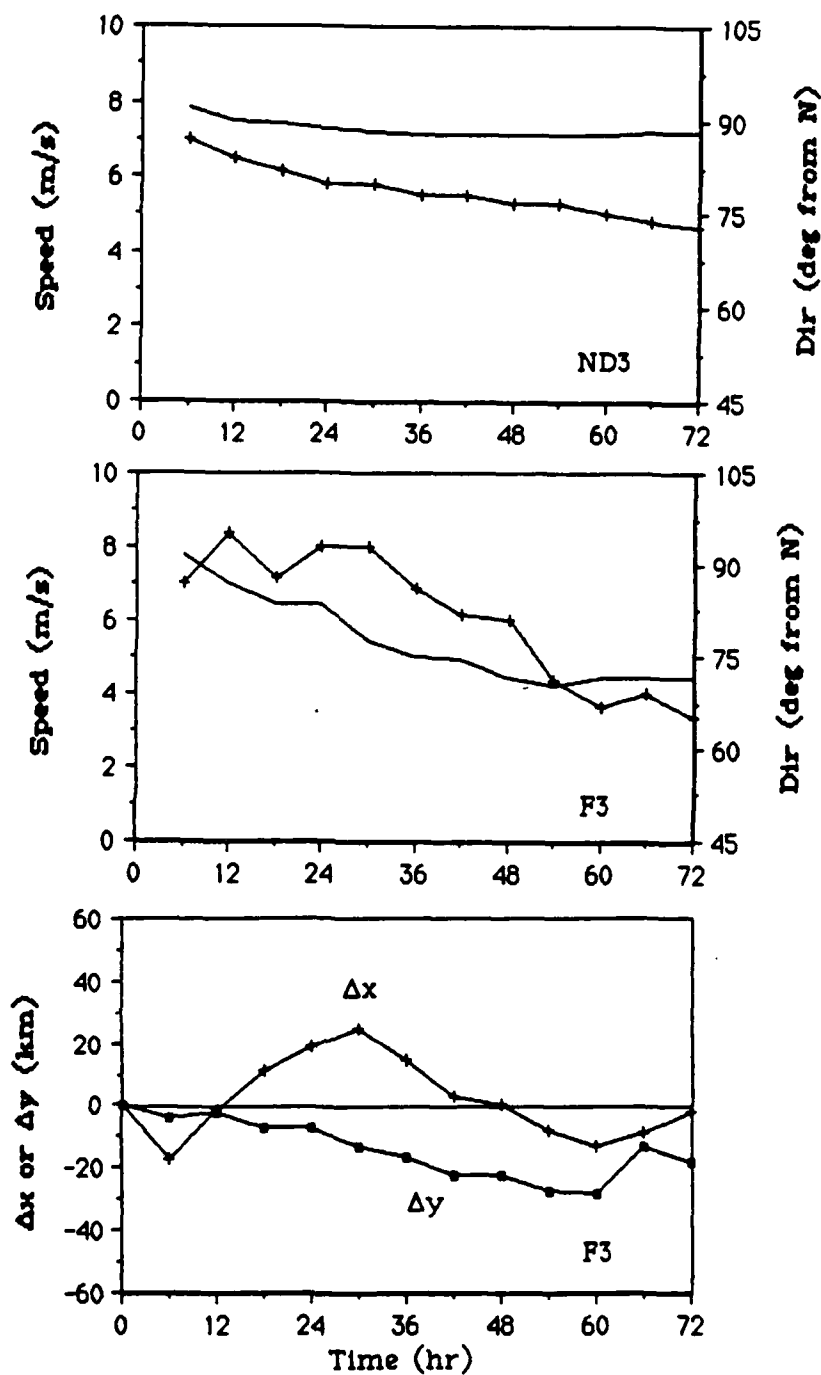 10
8
6
4
2
0
Speed (m/s)
105
90
75
60
45
Dir (deg from N)
ND3
0 12 24 36 48 60 72
10
8
6
4
2
0
Speed (m/s)
105
90
75
60
45
Dir (deg from N)
F3
0 12 24 36 48 60 72
60
40
20
0
-20
-40
-60
Δx or Δy (km)
Δx
Δy
F3
0 12 24 36 48 60 72
Time (hr)